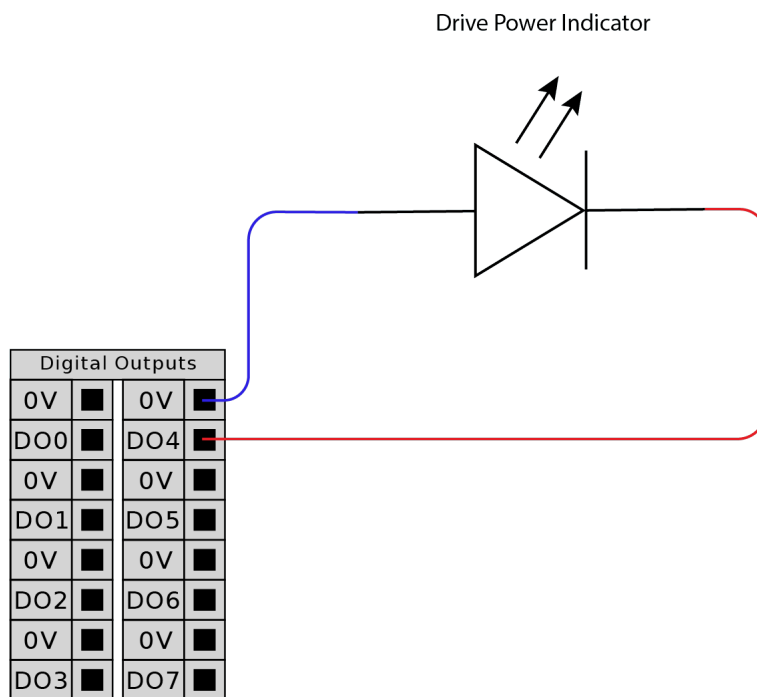 Drive Power Indicator
Digital Outputs
0V 0V
DO0 DO4
0V 0V
DO1 DO5
0V 0V
DO2 DO6
0V 0V
DO3 DO7